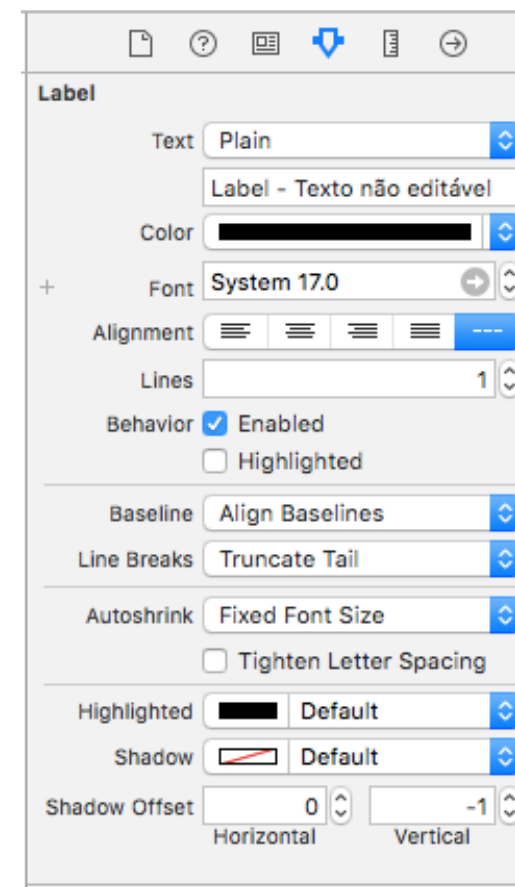 Label
Text Plain
Label - Texto não editável
Color
+ Font System 17.0
Alignment ---
Lines 1
Behavior Enabled
Highlighted
Baseline Align Baselines
Line Breaks Truncate Tail
Autoshrink Fixed Font Size
Tighten Letter Spacing
Highlighted Default
Shadow Default
Shadow Offset 0 -1
Horizontal Vertical